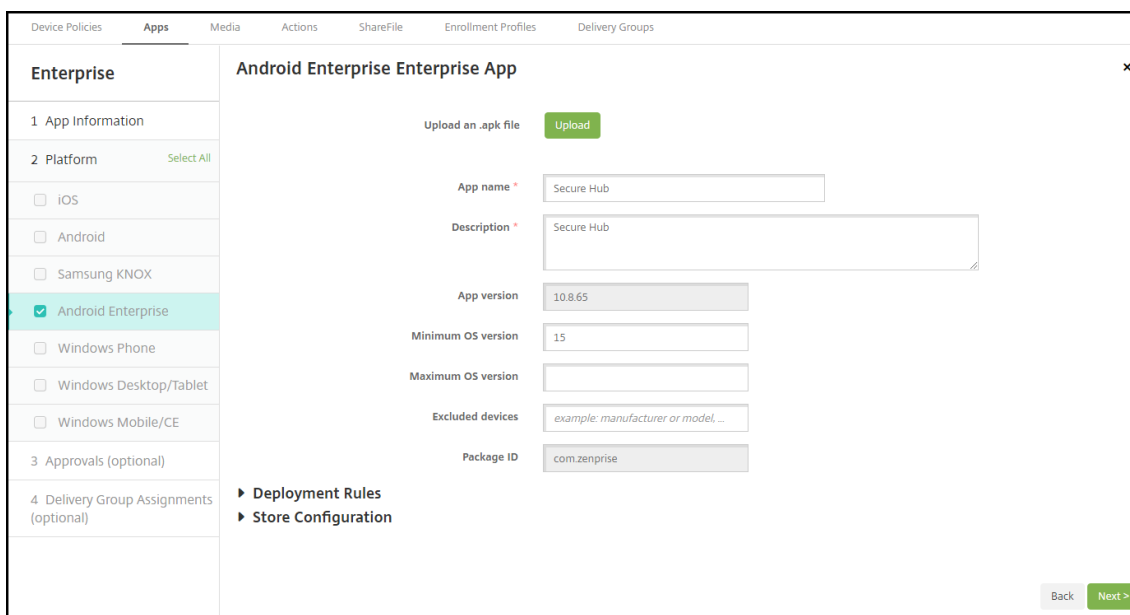 Device Policies Apps Media Actions ShareFile Enrollment Profiles Delivery Groups
Enterprise
1 App Information
2 Platform Select All
iOS
Android
Samsung KNOX
Android Enterprise
Windows Phone
Windows Desktop/Tablet
Windows Mobile/CE
3 Approvals (optional)
4 Delivery Group Assignments
(optional)
Android Enterprise Enterprise App
×
Upload an .apk file Upload
App name * Secure Hub
Description * Secure Hub
App version 10.8.65
Minimum OS version 15
Maximum OS version
Excluded devices example: manufacturer or model, ...
Package ID com.zenprise
Deployment Rules
Store Configuration
Back Next >